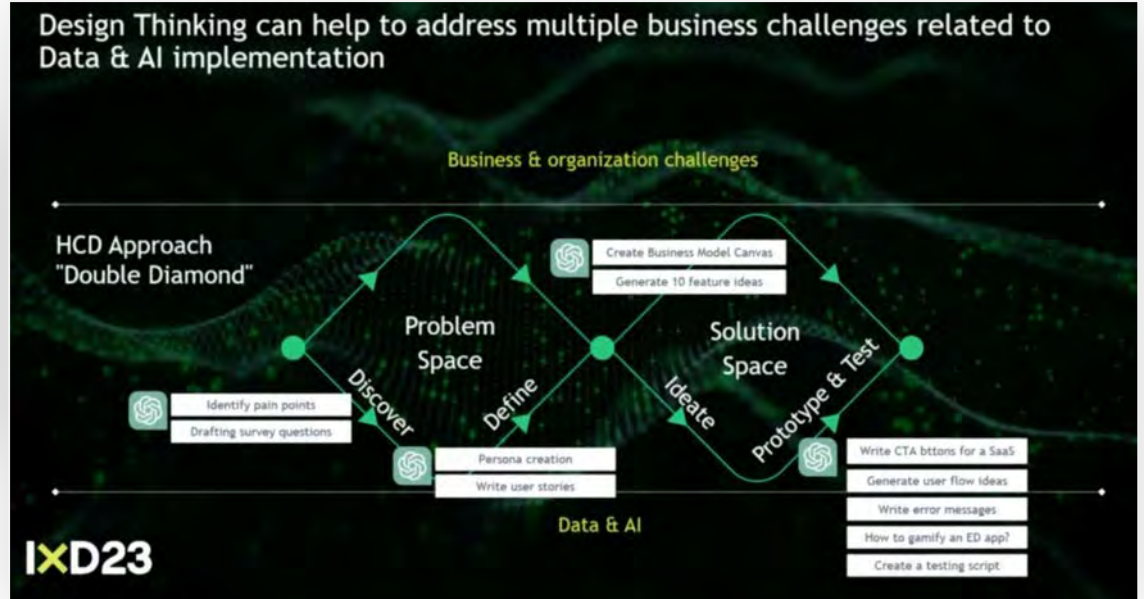 Design Thinking can help to address multiple business challenges related to
Data & AI implementation
Business & organization challenges
HCD Approach
"Double Diamond"
Create Business Model Canvas
Generate 10 feature ideas
Problem
Space
Solution
Space
Discover
Define
Ideate
Prototype & Test
Identify pain points
Drafting survey questions
Persona creation
Write user stories
Write CTA bttons for a SaaS
Generate user flow ideas
Write error messages
How to gamify an ED app?
Create a testing script
Data & AI
IXD23